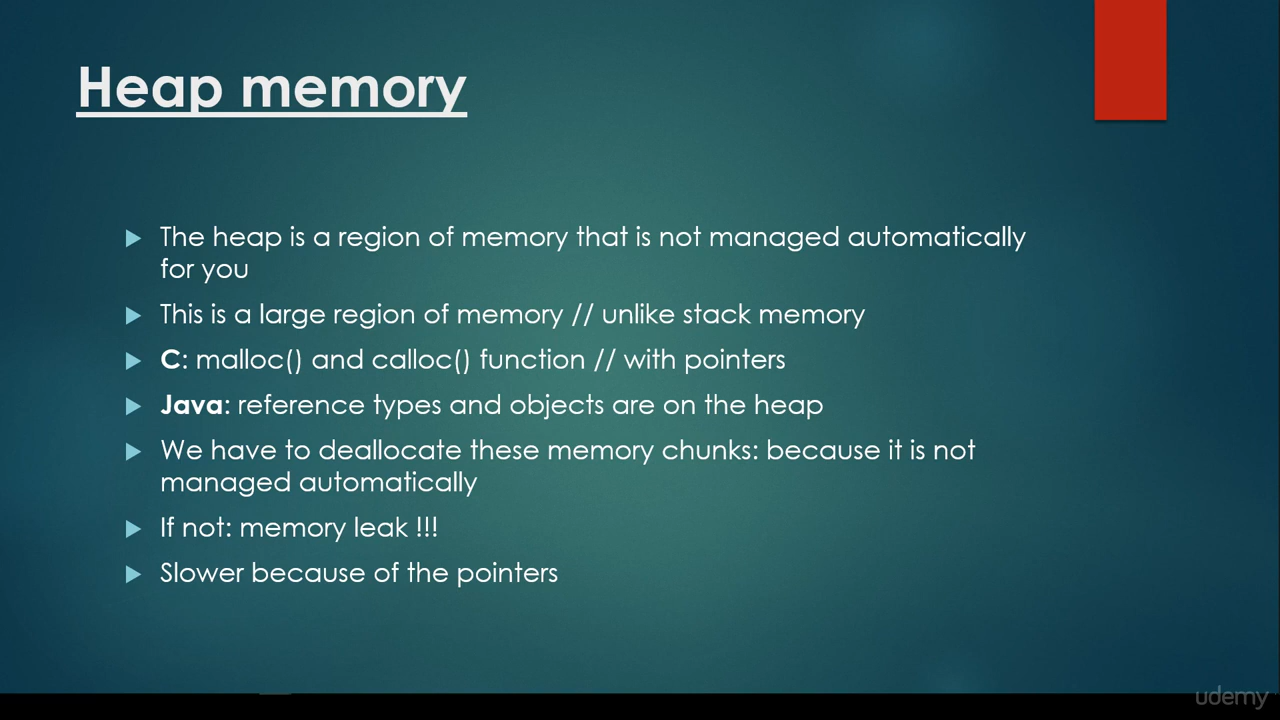 Heap memory
The heap is a region of memory that is not managed automatically
for you
This is a large region of memory // unlike stack memory
C: malloc() and calloc() function // with pointers
Java: reference types and objects are on the heap
We have to deallocate these memory chunks: because it is not
managed automatically
If not: memory leak !!!
Slower because of the pointers
udemy